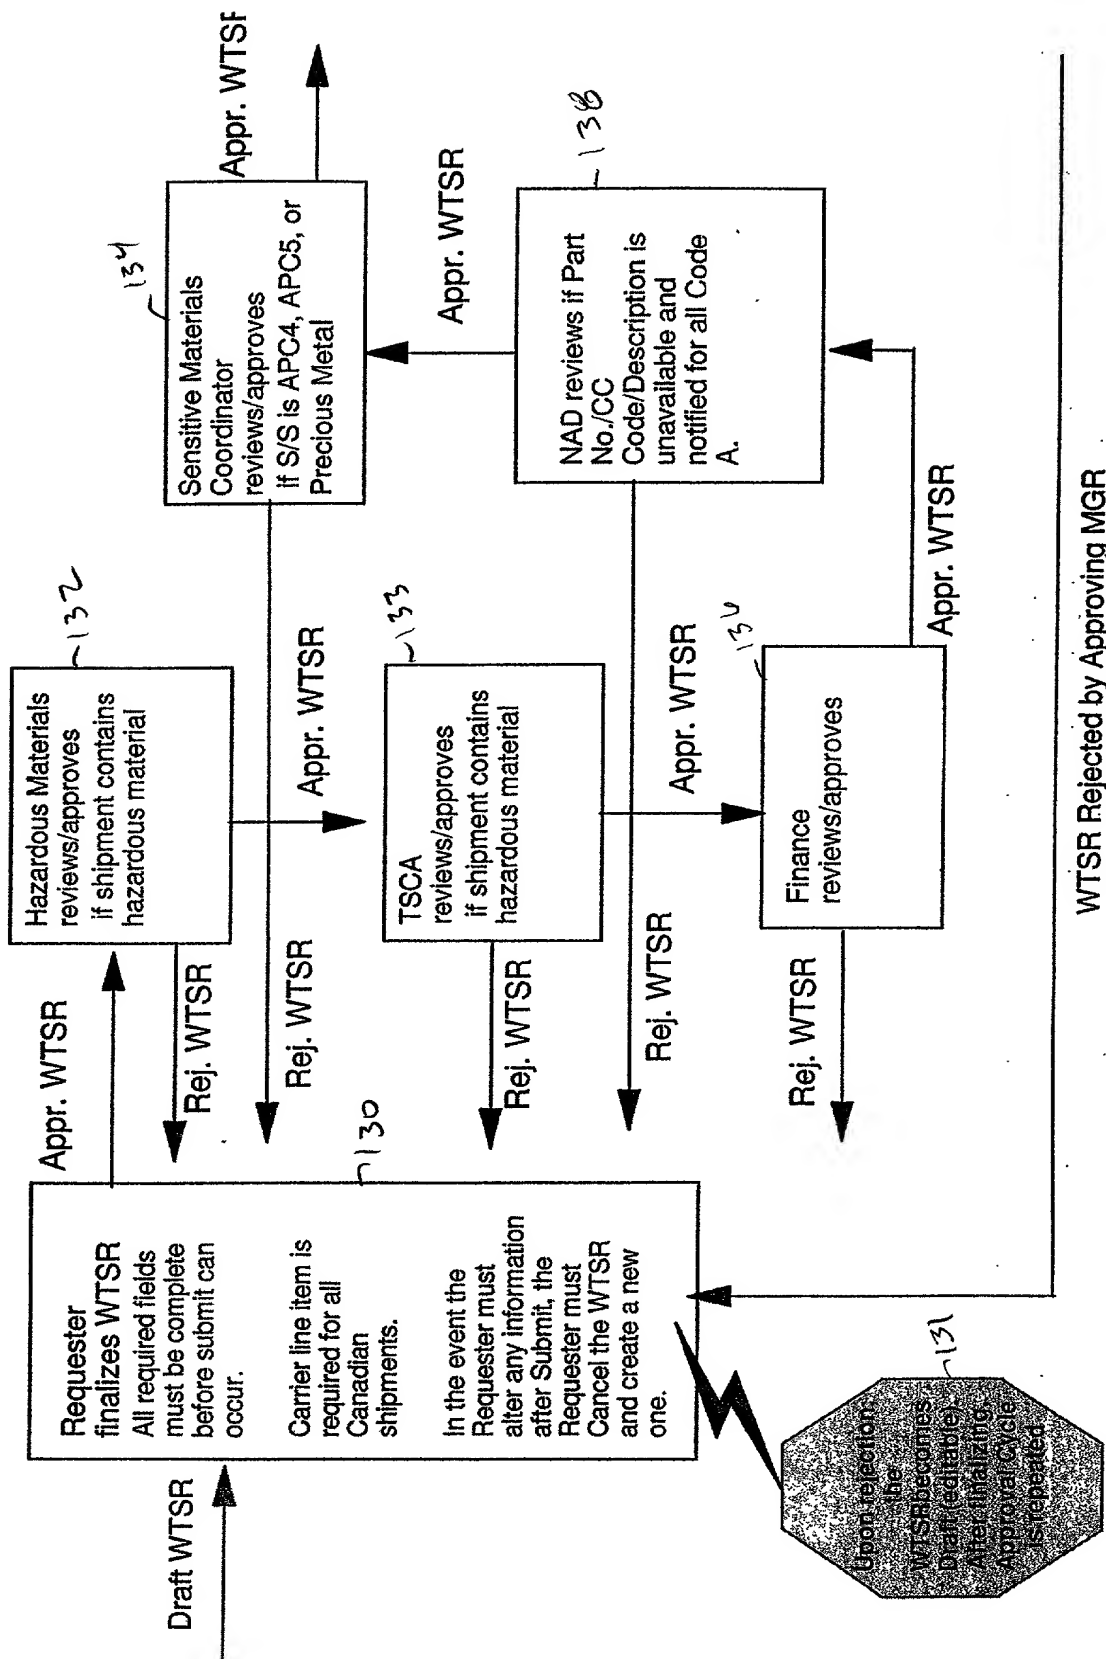 Draft WTSR
Requester
finalizes WTSR
All required fields
must be complete
before submit can
occur.
Carrier line item is
required for all
Canadian
shipments.
In the event the
Requester must
alter any information
after Submit, the
Requester must
Cancel the WTSR
and create a new
one.
130
Upon rejection,
the
WTSRbecomes
Draft (editable).
After finalizing,
Approval Cycle
is repeated
131
Appr. WTSR
Rej. WTSR
Rej. WTSR
Rej. WTSR
Rej. WTSR
Rej. WTSR
Hazardous Materials
reviews/approves
if shipment contains
hazardous material
132
Appr. WTSR
TSCA
reviews/approves
if shipment contains
hazardous material
133
Appr. WTSR
Finance
reviews/approves
136
Appr. WTSR
NAD reviews if Part
No./CC
Code/Description is
unavailable and
notified for all Code
A.
138
Appr. WTSR
Sensitive Materials
Coordinator
reviews/approves
if S/S is APC4, APC5, or
Precious Metal
134
Appr. WTSR
WTSR Rejected by Approving MGR